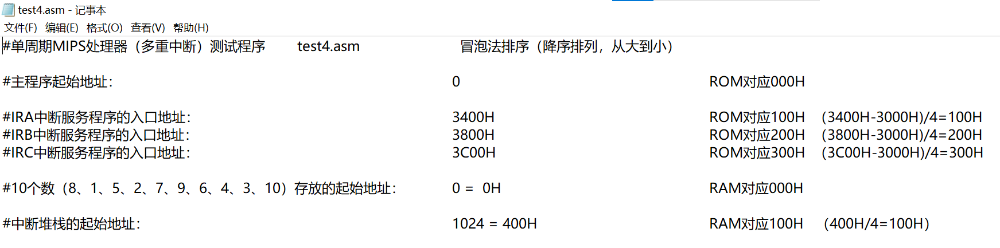 test4.asm - 记事本
文件(F) 编辑(E) 格式(O) 查看(V) 帮助(H)
#单周期MIPS处理器（多重中断）测试程序 test4.asm 冒泡法排序（降序排列，从大到小）
#主程序起始地址： 0 ROM对应000H
#IRA中断服务程序的入口地址： 3400H ROM对应100H （3400H-3000H)/4=100H
#IRB中断服务程序的入口地址： 3800H ROM对应200H （3800H-3000H)/4=200H
#IRC中断服务程序的入口地址： 3C00H ROM对应300H （3C00H-3000H)/4=300H
#10个数（8、1、5、2、7、9、6、4、3、10）存放的起始地址： 0 = 0H RAM对应000H
#中断堆栈的起始地址： 1024 = 400H RAM对应100H （400H/4=100H）